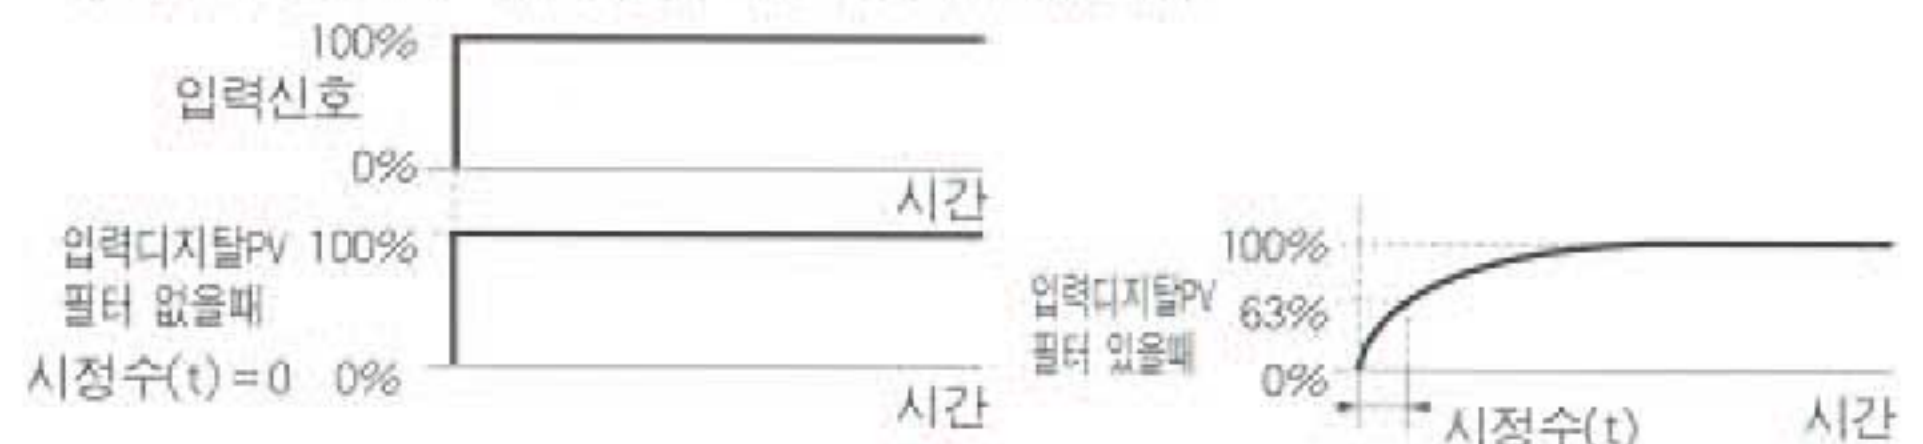 100%
입력신호
0%
시간
입력디지탈PV 100%
필터 없을때
시정수(t)=0 0%
시간
100%
입력디지탈PV 63%
필터 있을때
0%
시정수(t)
시간